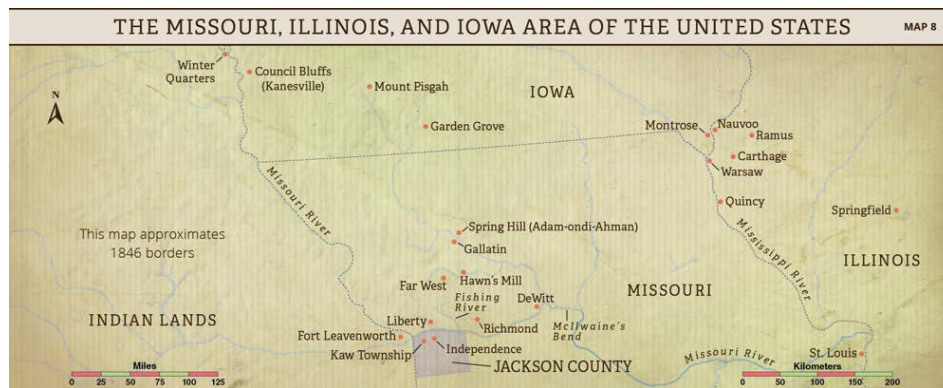 THE MISSOURI, ILLINOIS, AND IOWA AREA OF THE UNITED STATES
MAP 8
Winter
Quarters
Council Bluffs
(Kanesville)
Mount Pisgah
IOWA
N
Garden Grove
Montrose
Nauvoo
Ramus
Carthage
Warsaw
Missouri River
Quincy
Springfield
Mississippi River
This map approximates
1846 borders
Spring Hill (Adam-ondi-Ahman)
Gallatin
ILLINOIS
Far West
Hawn's Mill
Fishing
River
DeWitt
MISSOURI
INDIAN LANDS
Liberty
Richmond
McIlwaine's
Bend
Fort Leavenworth
Kaw Township
Independence
JACKSON COUNTY
Missouri River
St. Louis
Miles
0 25 50 75 100 125
Kilometers
0 50 100 150 200